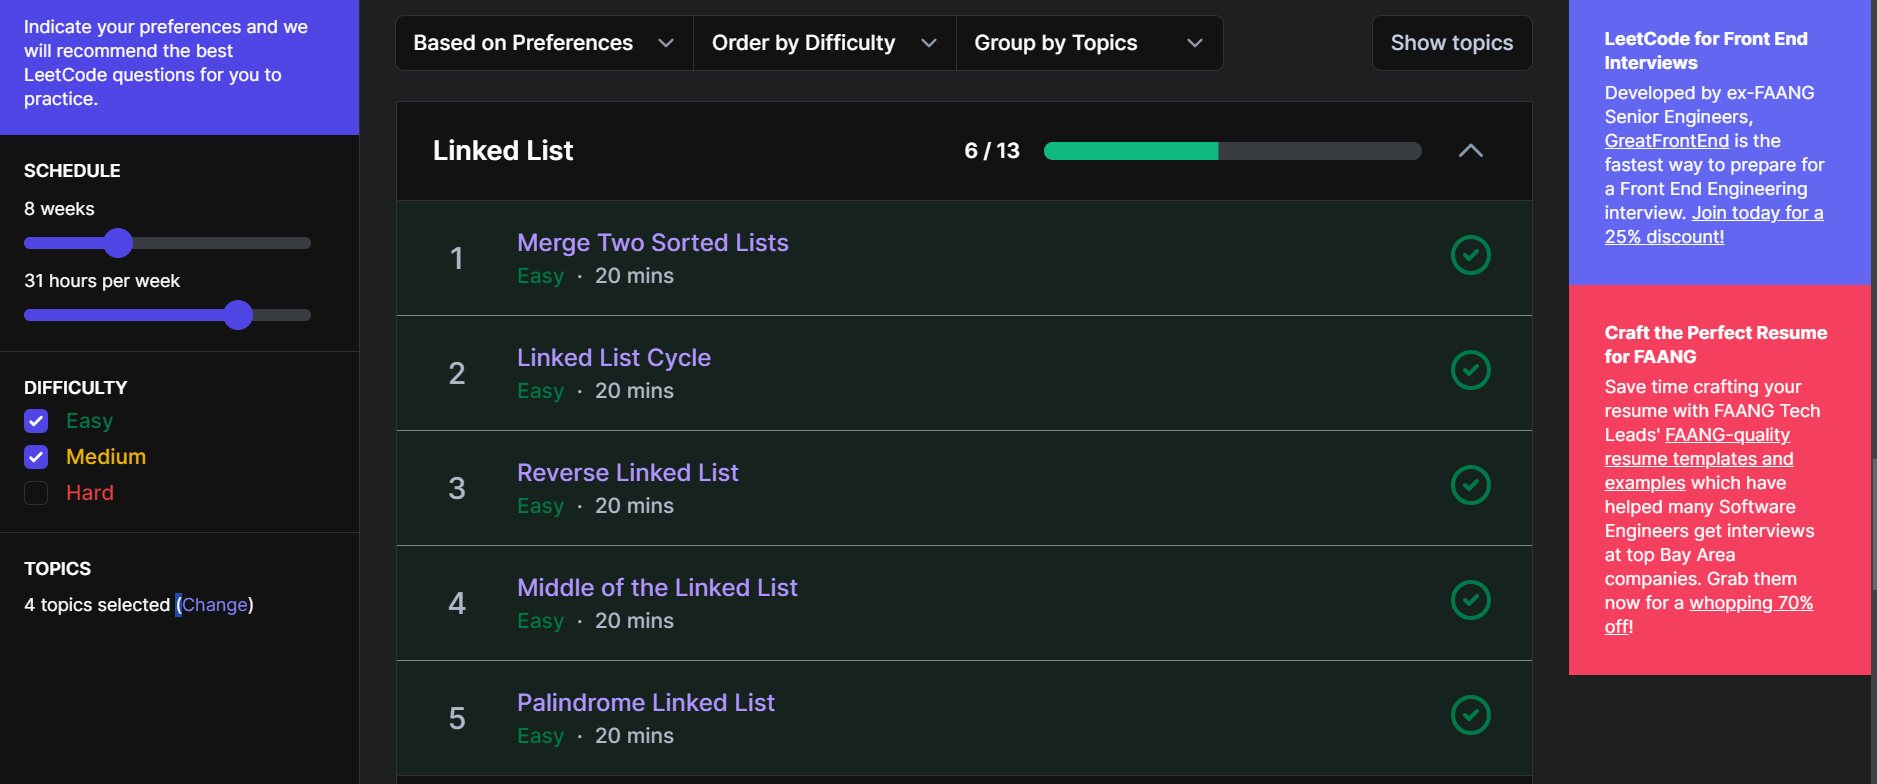 Indicate your preferences and we
will recommend the best
LeetCode questions for you to
practice.
SCHEDULE
8 weeks
31 hours per week
DIFFICULTY
Easy
Medium
Hard
TOPICS
4 topics selected (Change)
Based on Preferences
Order by Difficulty
Group by Topics
Show topics
Linked List
6 / 13
1
Merge Two Sorted Lists
Easy · 20 mins
2
Linked List Cycle
Easy · 20 mins
3
Reverse Linked List
Easy · 20 mins
4
Middle of the Linked List
Easy · 20 mins
5
Palindrome Linked List
Easy · 20 mins
LeetCode for Front End
Interviews
Developed by ex-FAANG
Senior Engineers,
GreatFrontEnd is the
fastest way to prepare for
a Front End Engineering
interview. Join today for a
25% discount!
Craft the Perfect Resume
for FAANG
Save time crafting your
resume with FAANG Tech
Leads' FAANG-quality
resume templates and
examples which have
helped many Software
Engineers get interviews
at top Bay Area
companies. Grab them
now for a whopping 70%
off!